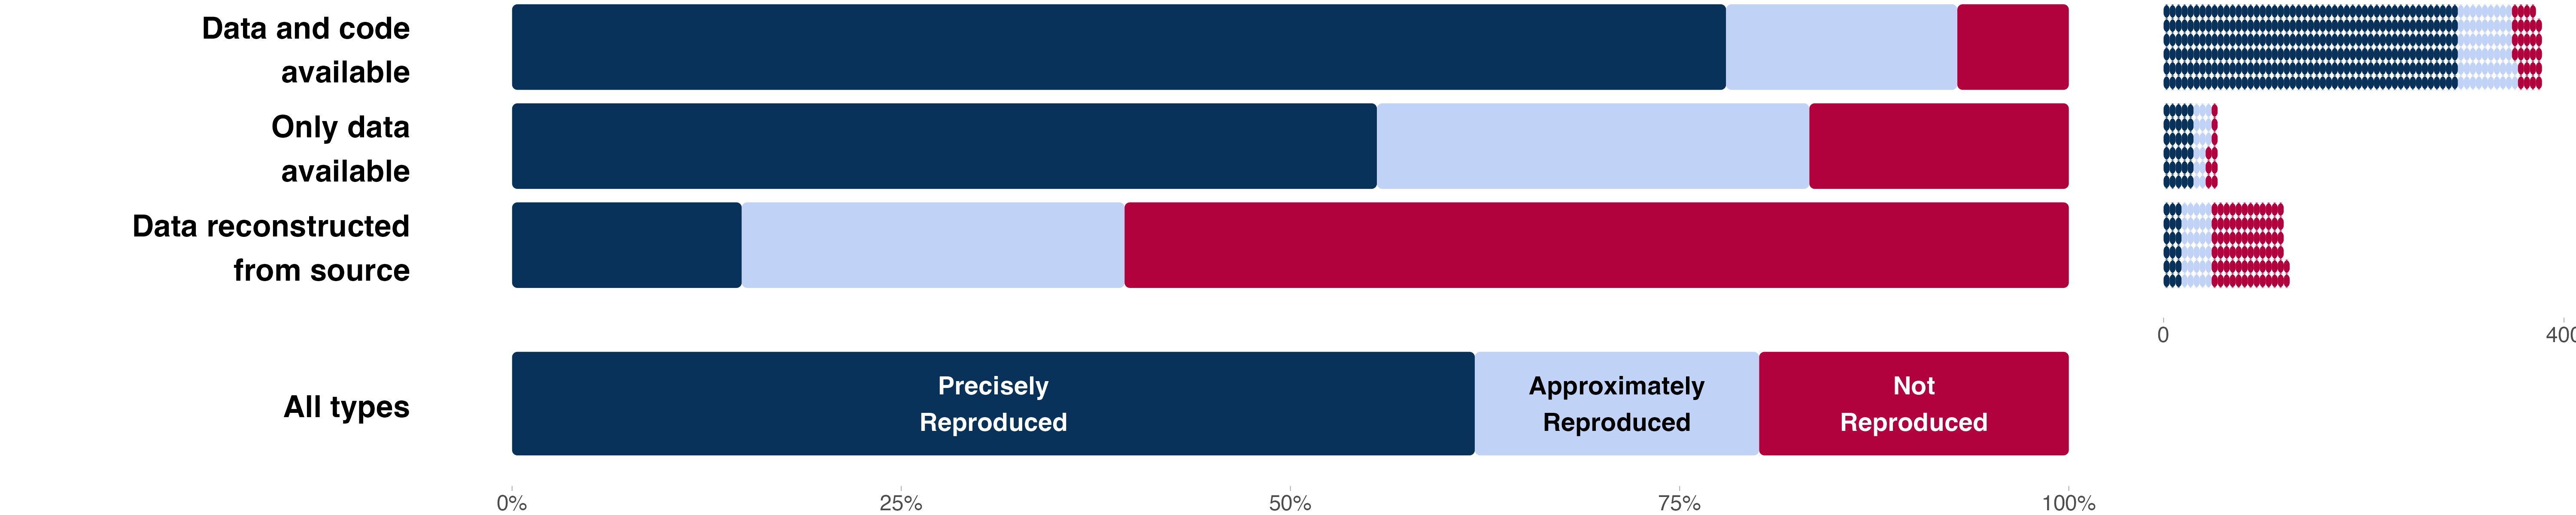 Data and code
available
Only data
available
Data reconstructed
from source
0
400
All types
Precisely
Reproduced
Approximately
Reproduced
Not
Reproduced
0%
25%
50%
75%
100%